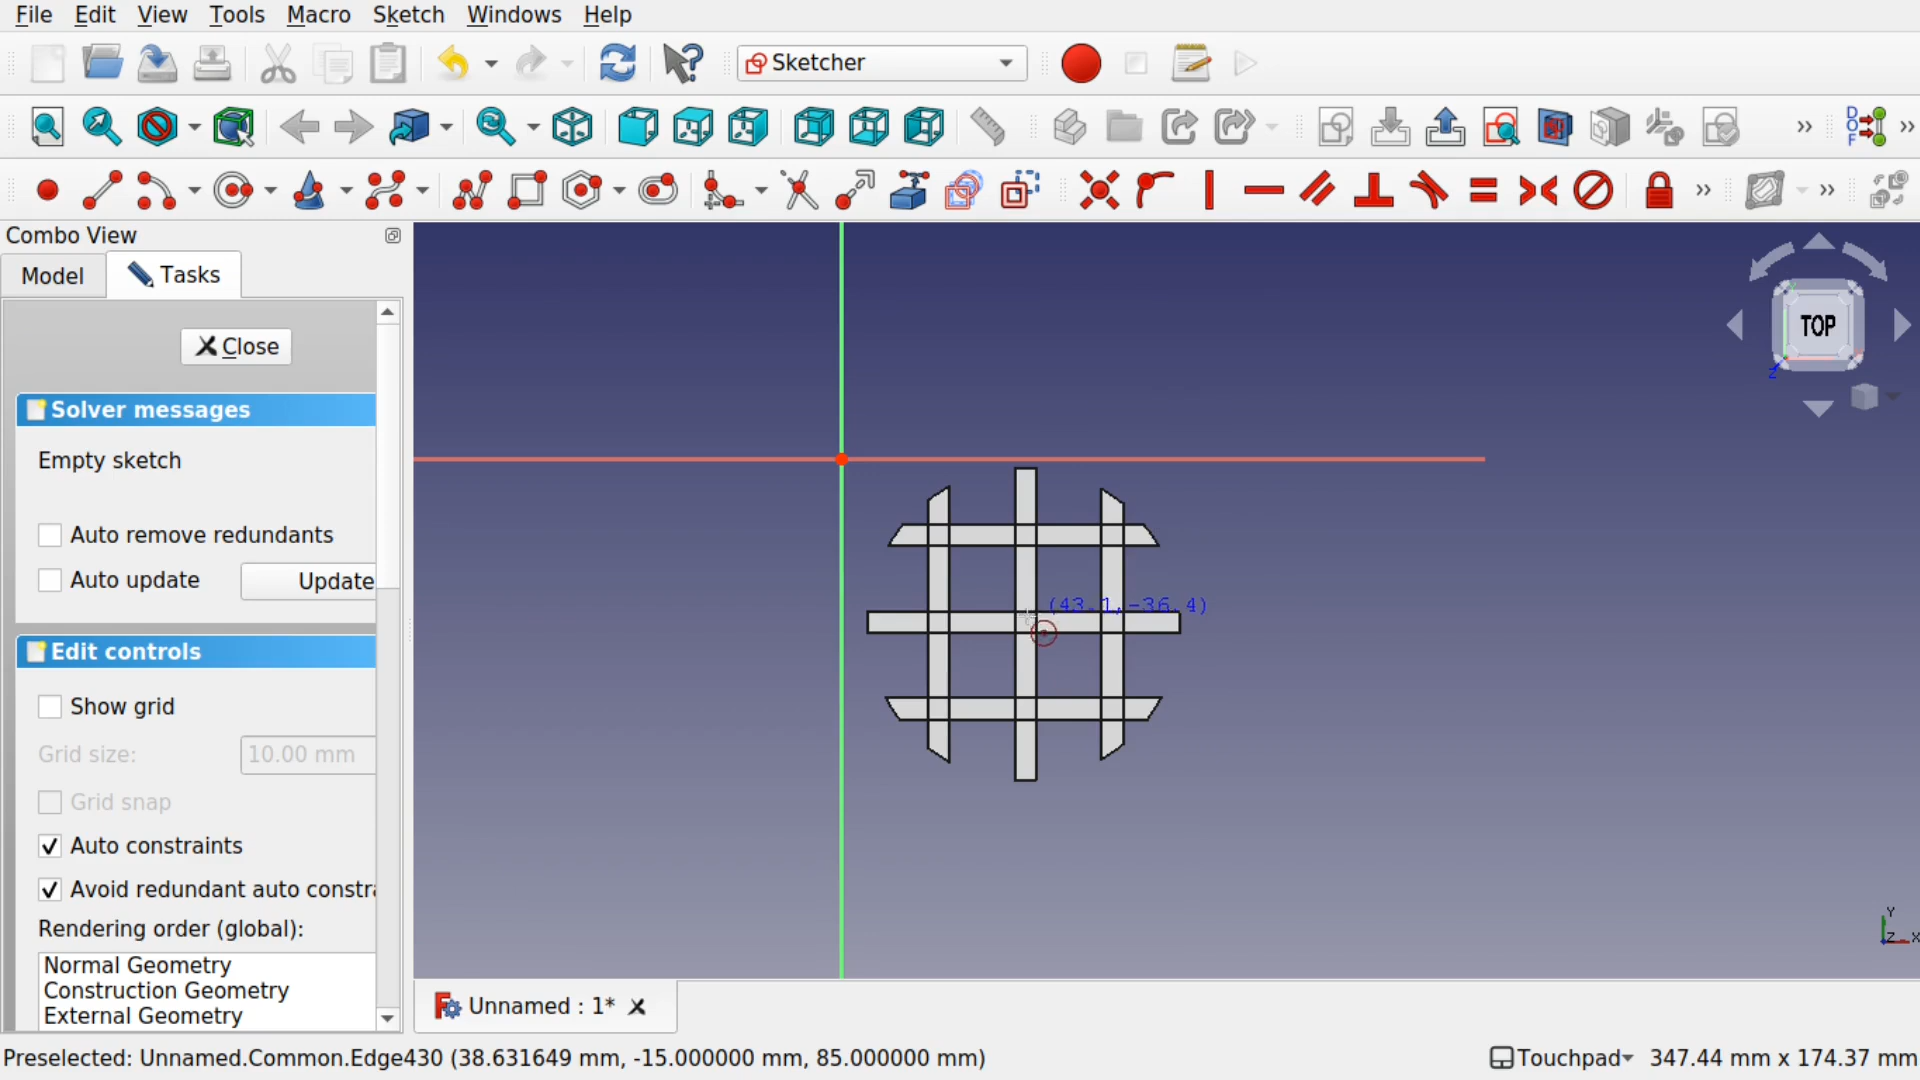 File Edit View Tools Macro Sketch Windows Help
Sketcher
Combo View
Model Tasks
Close
Solver messages
Empty sketch
Auto remove redundants
Auto update Update
Edit controls
Show grid
Grid size: 10.00 mm
Grid snap
Auto constraints
Avoid redundant auto constra
Rendering order (global):
Normal Geometry
Construction Geometry
External Geometry
(43.1,-36.4)
TOP
Z
Y
Z X
Unnamed : 1*
Preselected: Unnamed.Common.Edge430 (38.631649 mm, -15.000000 mm, 85.000000 mm)
Touchpad 347.44 mm x 174.37 mm